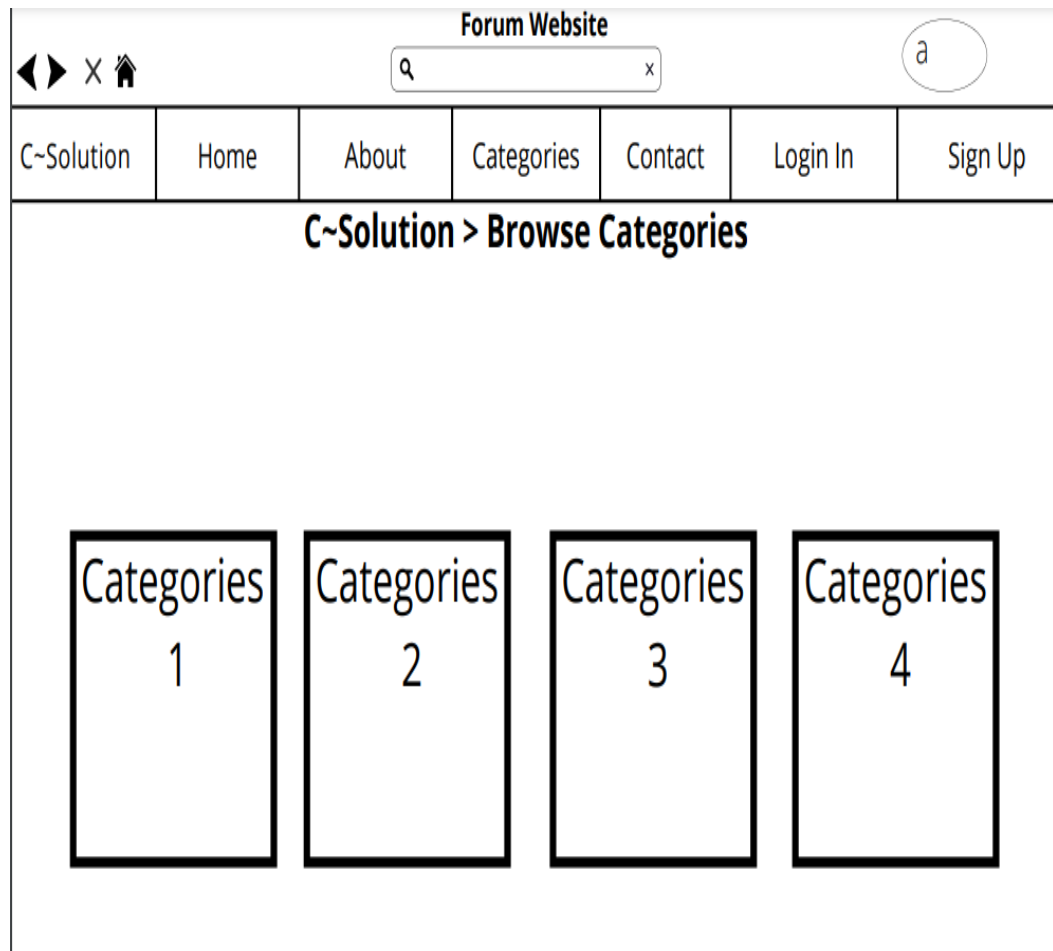 Forum Website
a
C~Solution Home About Categories Contact Login In Sign Up
C~Solution > Browse Categories
Categories Categories Categories Categories
1 2 3 4